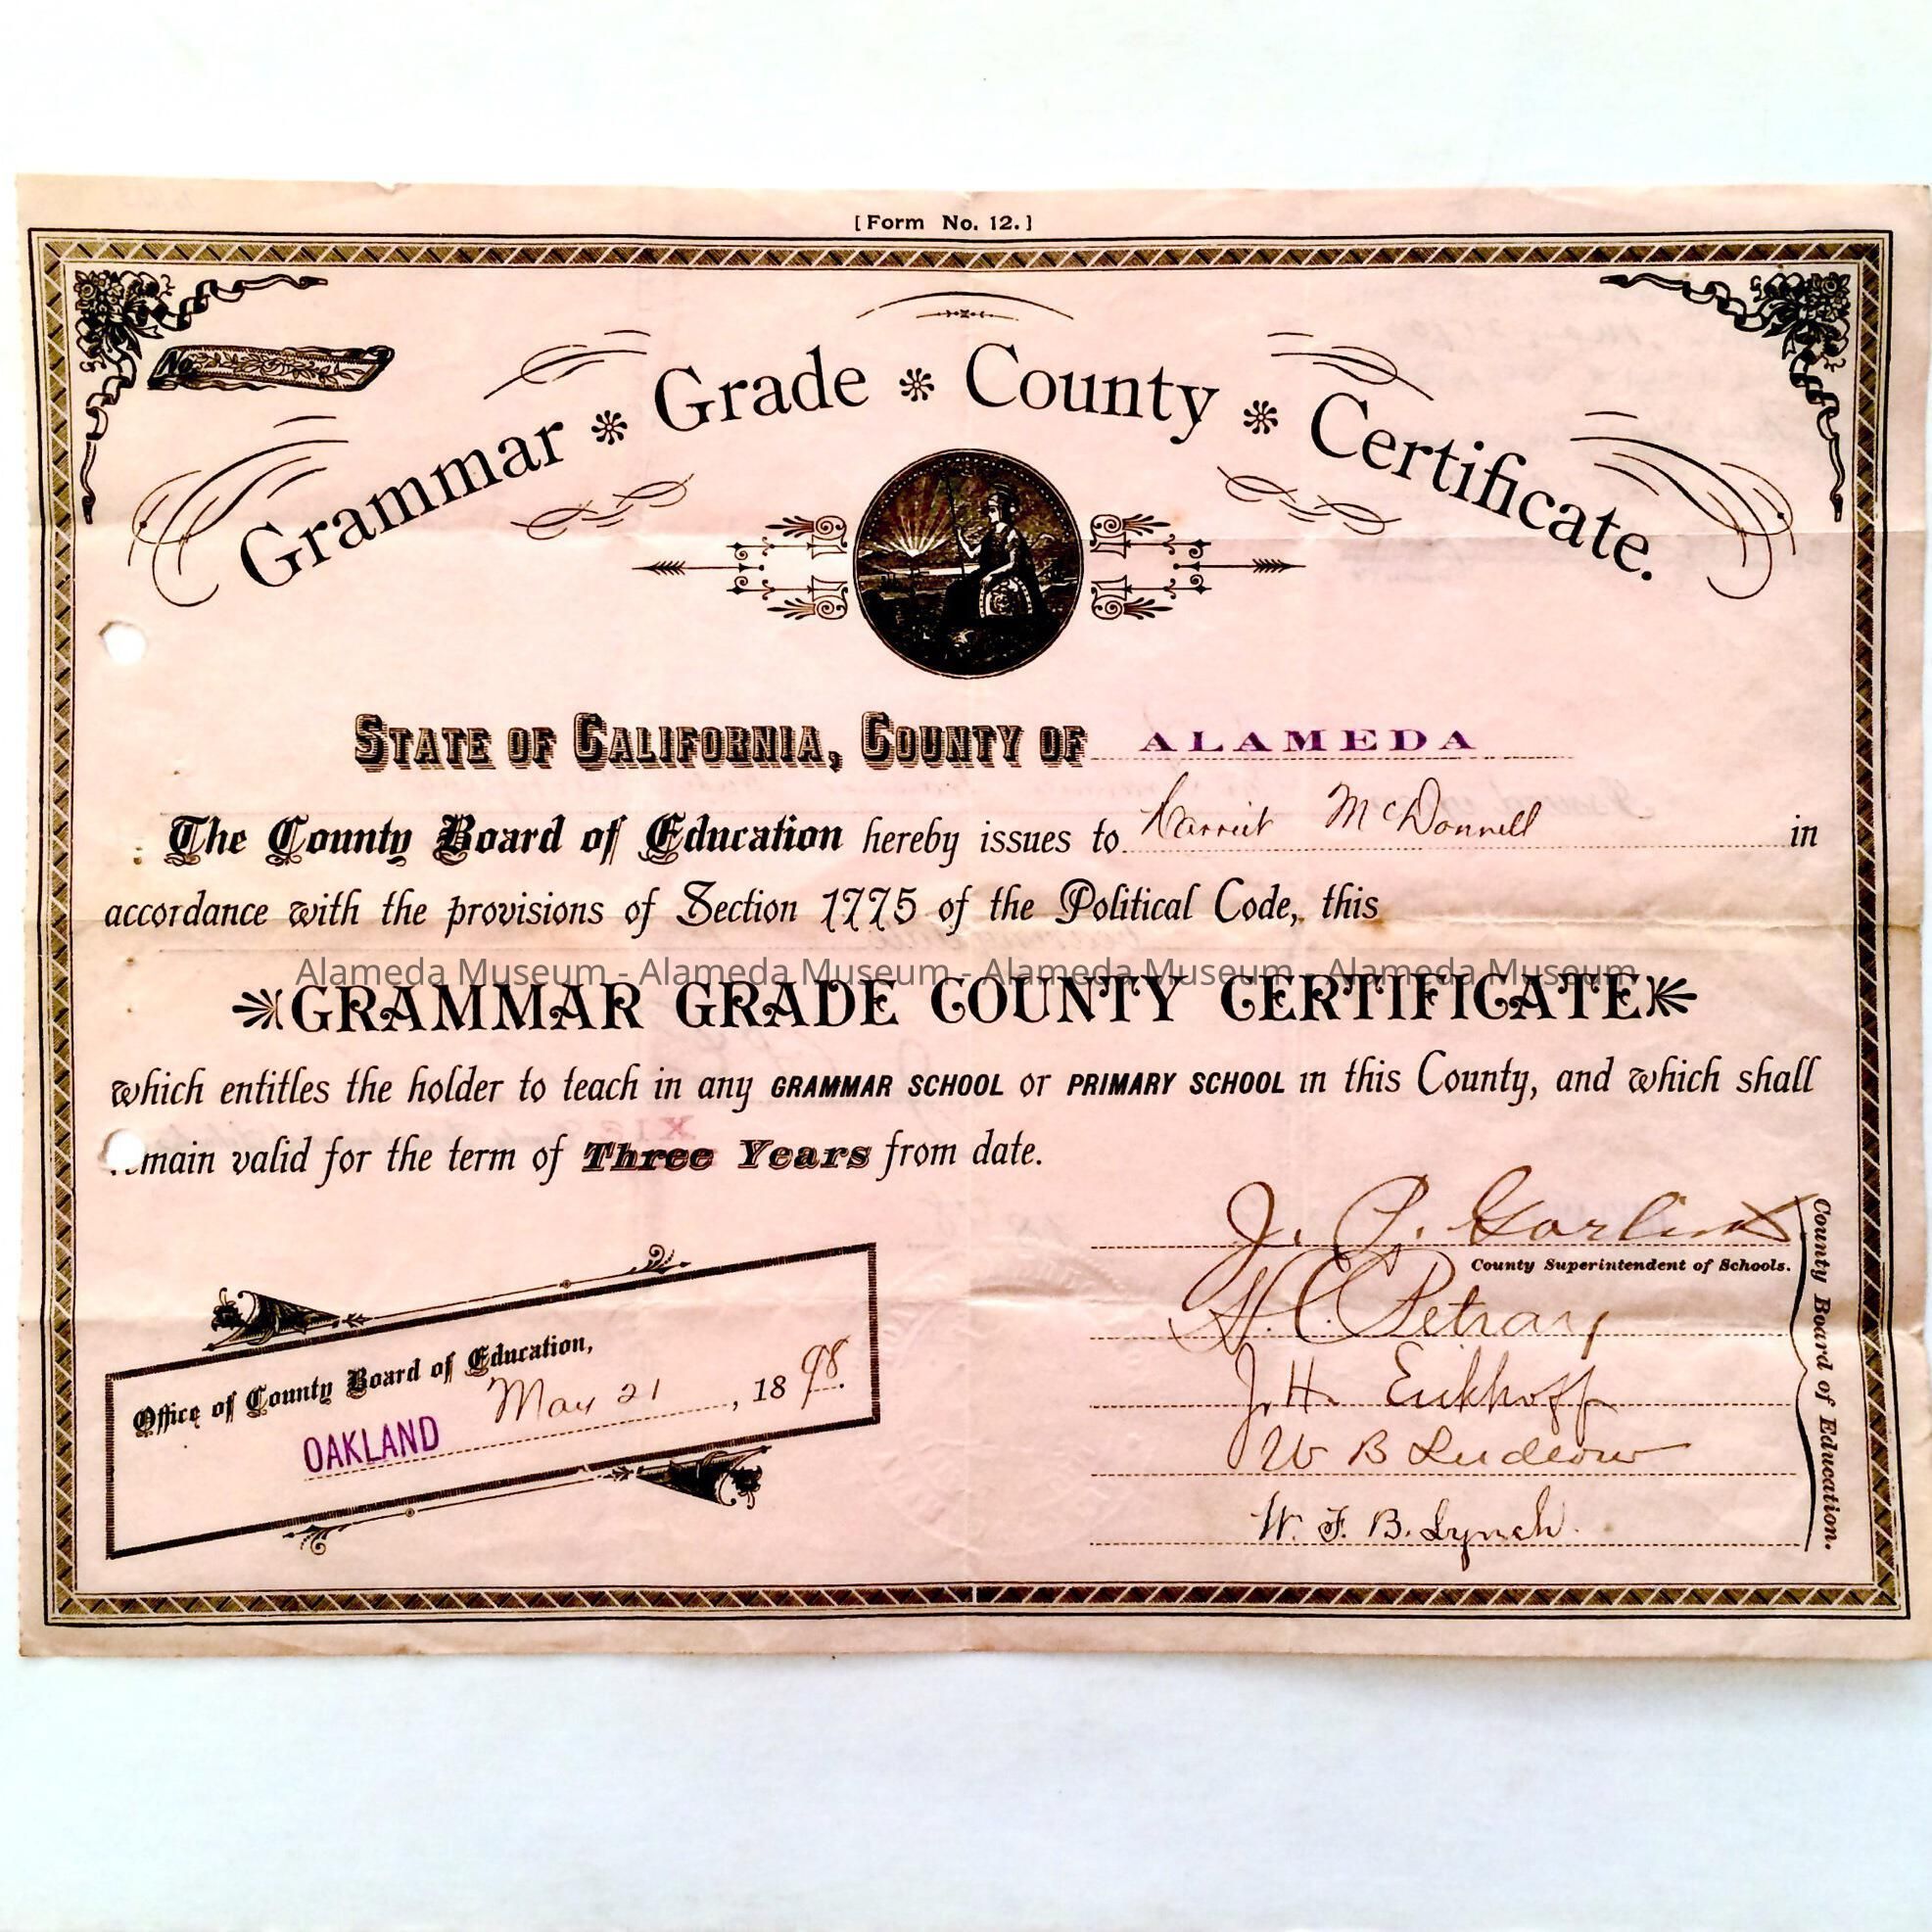 [Form No. 12.]
No.
Grammar Grade County Certificate.
STATE OF CALIFORNIA, COUNTY OF ALAMEDA
The County Board of Education hereby issues to Harriet McDonnell in
accordance with the provisions of Section 1775 of the Political Code, this
Alameda Museum - Alameda Museum - Alameda Museum - Alameda Museum
GRAMMAR GRADE COUNTY CERTIFICATE
which entitles the holder to teach in any GRAMMAR SCHOOL or PRIMARY SCHOOL in this County, and which shall
remain valid for the term of Three Years from date.
J. P. Garlick
County Superintendent of Schools.
H. C. Petray
J. H. Eickhoff
W B Ludlow
W. F. B. Lynch.
County Board of Education.
Office of County Board of Education,
OAKLAND May 21, 1898.